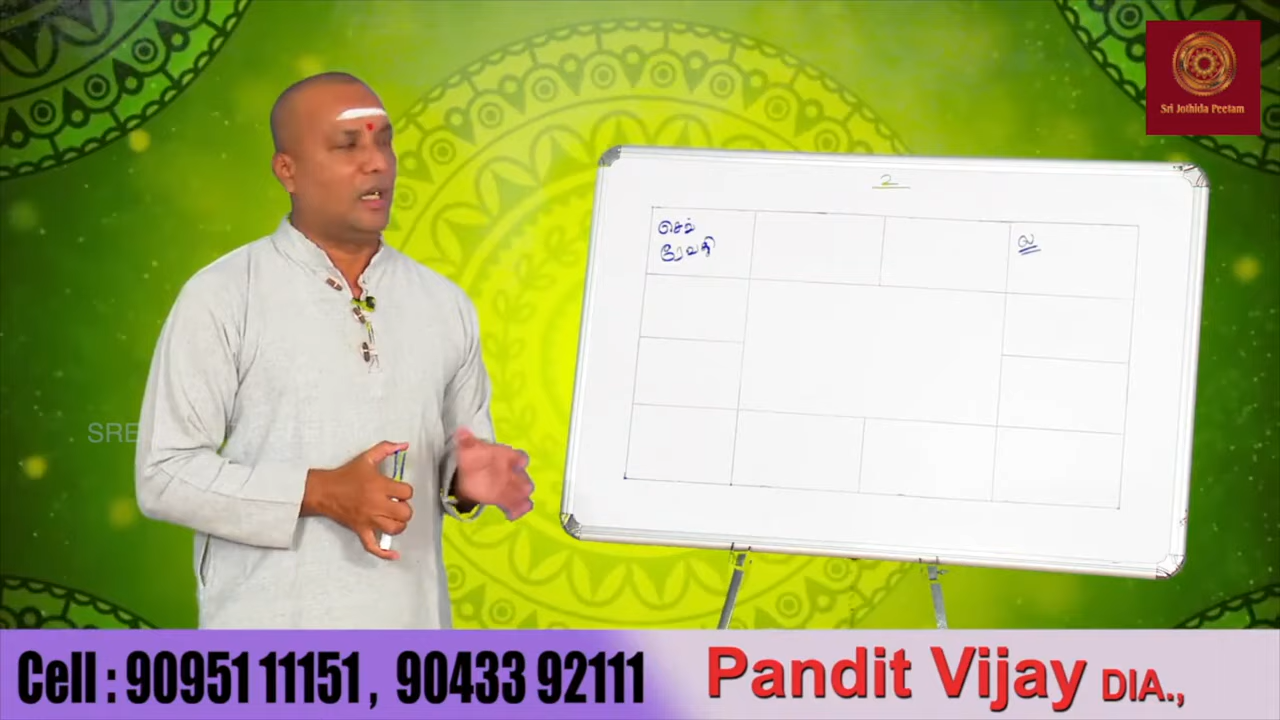 Sri Jothida Peetam
உ
செவ்
ரேவதி
ல
Cell : 90951 11151 , 90433 92111
Pandit Vijay DIA.,